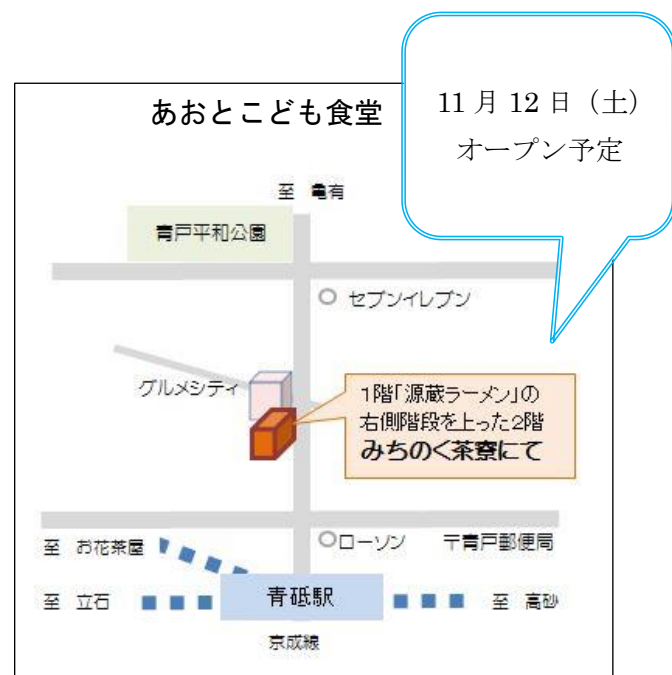 あおとこども食堂
11月12日（土）
オープン予定
至 亀有
青戸平和公園
セブンイレブン
グルメシティ
1階「源蔵ラーメン」の
右側階段を上った2階
みちのく茶寮にて
至 お花茶屋
ローソン
〒青戸郵便局
至 立石
青砥駅
至 高砂
京成線